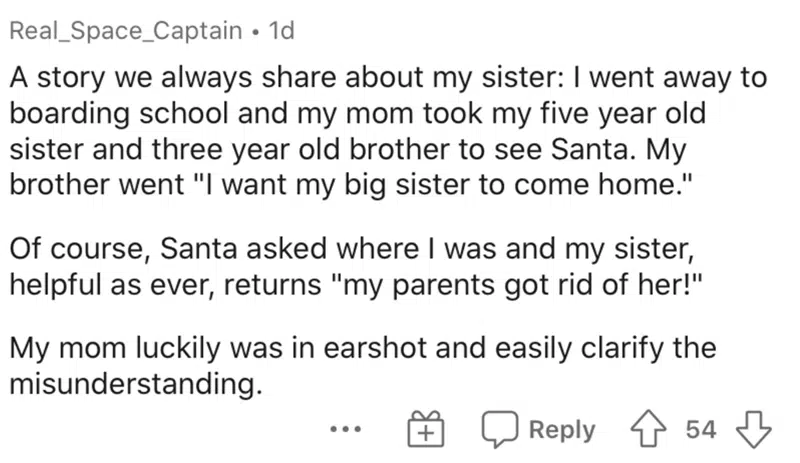 Real_Space_Captain • 1d
A story we always share about my sister: I went away to
boarding school and my mom took my five year old
sister and three year old brother to see Santa. My
brother went "I want my big sister to come home."
Of course, Santa asked where I was and my sister,
helpful as ever, returns "my parents got rid of her!"
My mom luckily was in earshot and easily clarify the
misunderstanding.
... Reply 54